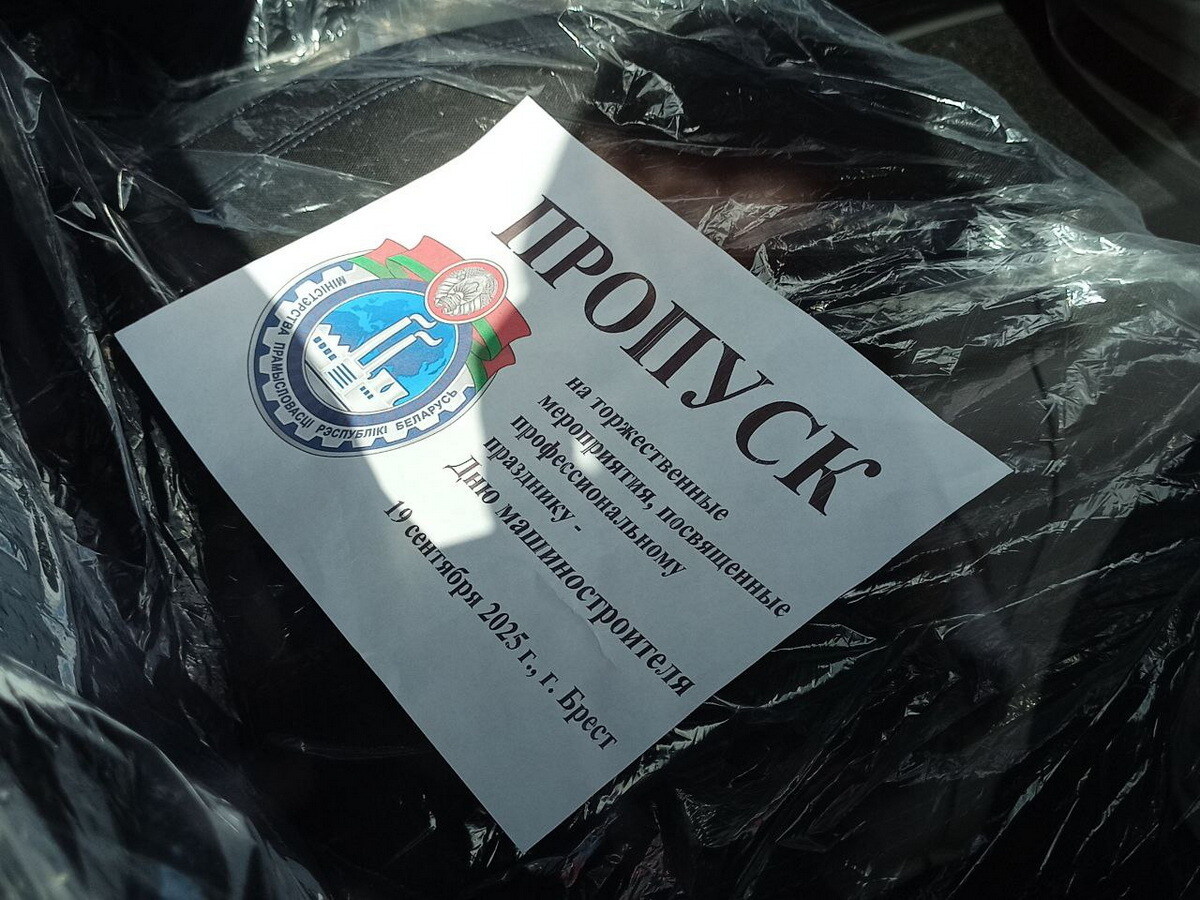 ПРОПУСК
на торжественные
мероприятия, посвященные
профессиональному
празднику -
Дню машиностроителя
19 сентября 2025 г., г. Брест
МІНІСТЭРСТВА ПРАМЫСЛОВАСЦІ РЭСПУБЛІКІ БЕЛАРУСЬ